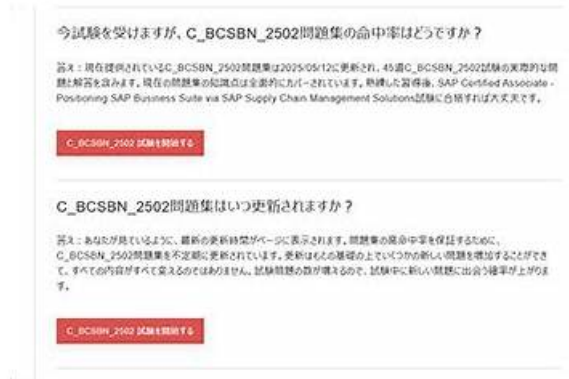 今試験を受けますが、C_BCSBN_2502問題集の命中率はどうですか？
答え：現在提供されているC_BCSBN_2502問題集は2025/05/12に更新され、45道C_BCSBN_2502試験の実際的な問
題と解答を含みます。現在の問題集の知識点は全面的にカバーされています。熟練した習得後、SAP Certified Associate -
Positioning SAP Business Suite via SAP Supply Chain Management Solutions試験に合格すれば大丈夫です。
C_BCSBN_2502 試験を開始する
C_BCSBN_2502問題集はいつ更新されますか？
答え：あなたが見ているように、最新の更新時間がページに表示されます。問題集の高命中率を保証するために、
C_BCSBN_2502問題集を不定期に更新されています。更新はもとの基礎の上でいくつかの新しい問題を増加することができ
て、すべての内容がすべて変えるのではありません。試験問題の数が増えるので、試験中に新しい問題に出会う確率が上がりま
す。
C_BCSBN_2502 試験を開始する